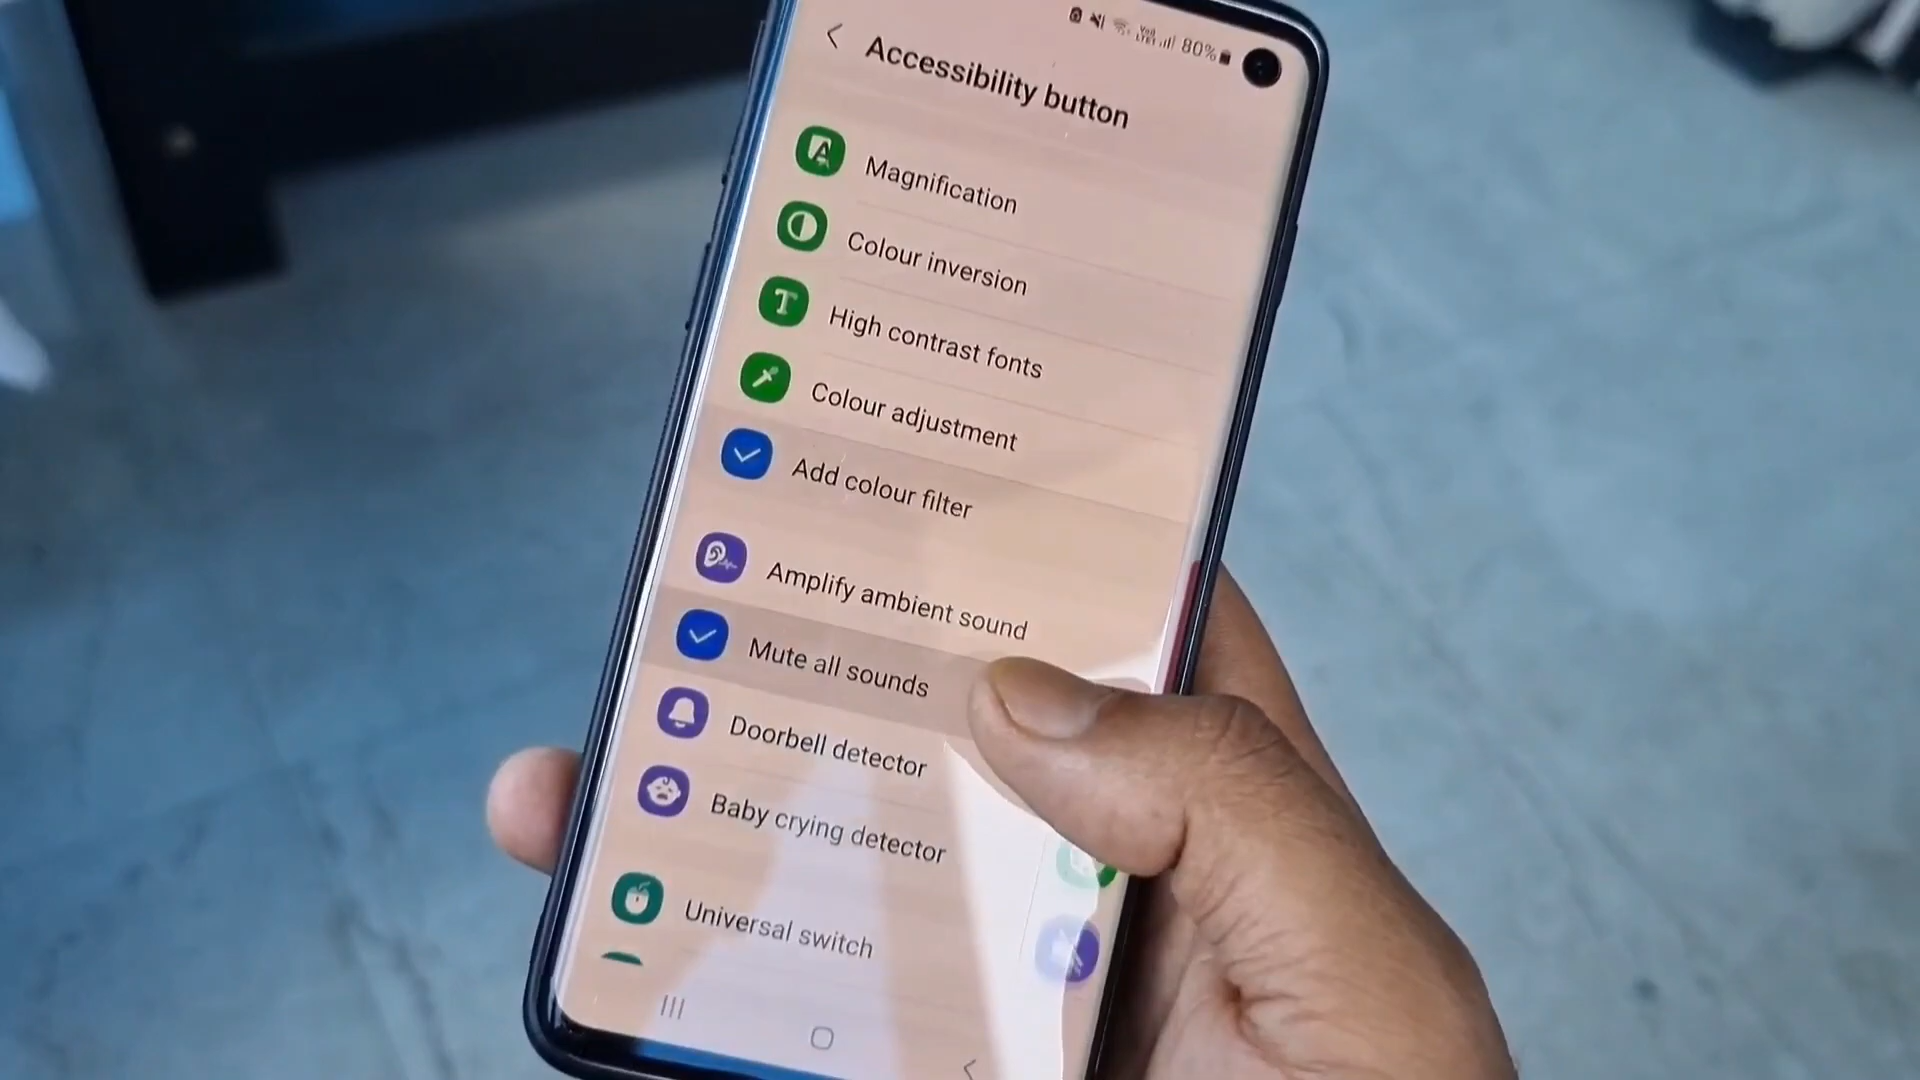 80%
Accessibility button
Magnification
Colour inversion
High contrast fonts
Colour adjustment
Add colour filter
Amplify ambient sound
Mute all sounds
Doorbell detector
Baby crying detector
Universal switch